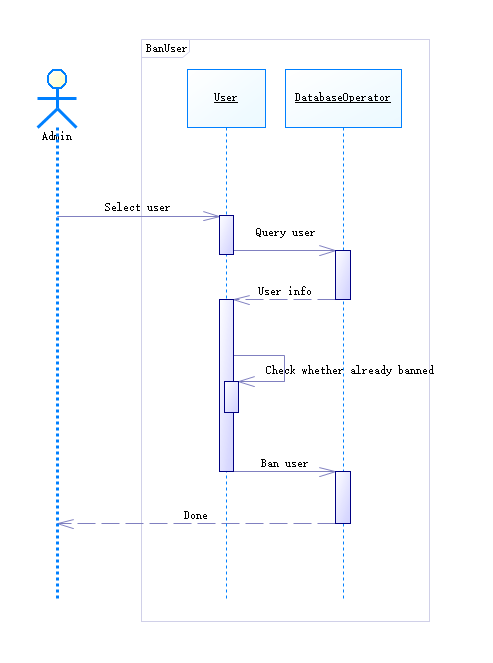 BanUser
User
DatabaseOperator
Admin
Select user
Query user
User info
Check whether already banned
Ban user
Done